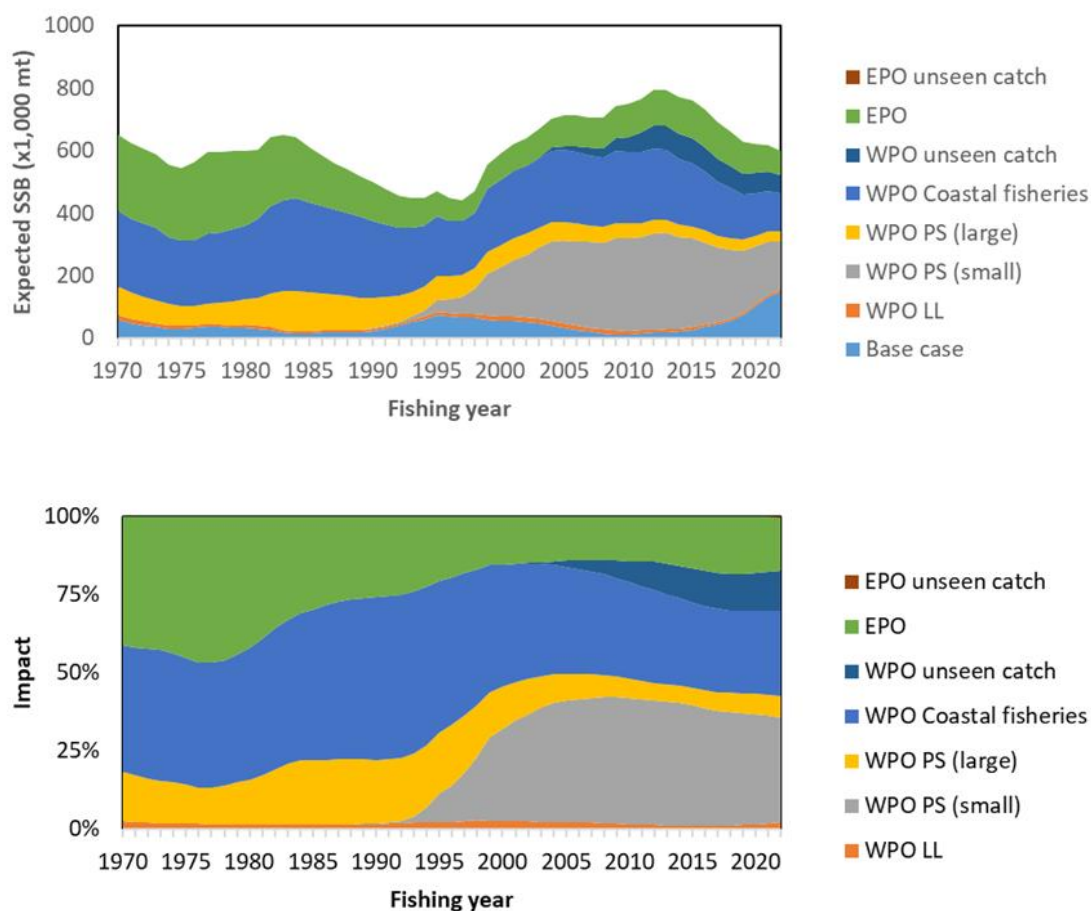 Expected SSB (x1,000 mt)
1000
800
600
400
200
0
1970 1975 1980 1985 1990 1995 2000 2005 2010 2015 2020
Fishing year
EPO unseen catch
EPO
WPO unseen catch
WPO Coastal fisheries
WPO PS (large)
WPO PS (small)
WPO LL
Base case
Impact
100%
75%
50%
25%
0%
1970 1975 1980 1985 1990 1995 2000 2005 2010 2015 2020
Fishing year
EPO unseen catch
EPO
WPO unseen catch
WPO Coastal fisheries
WPO PS (large)
WPO PS (small)
WPO LL